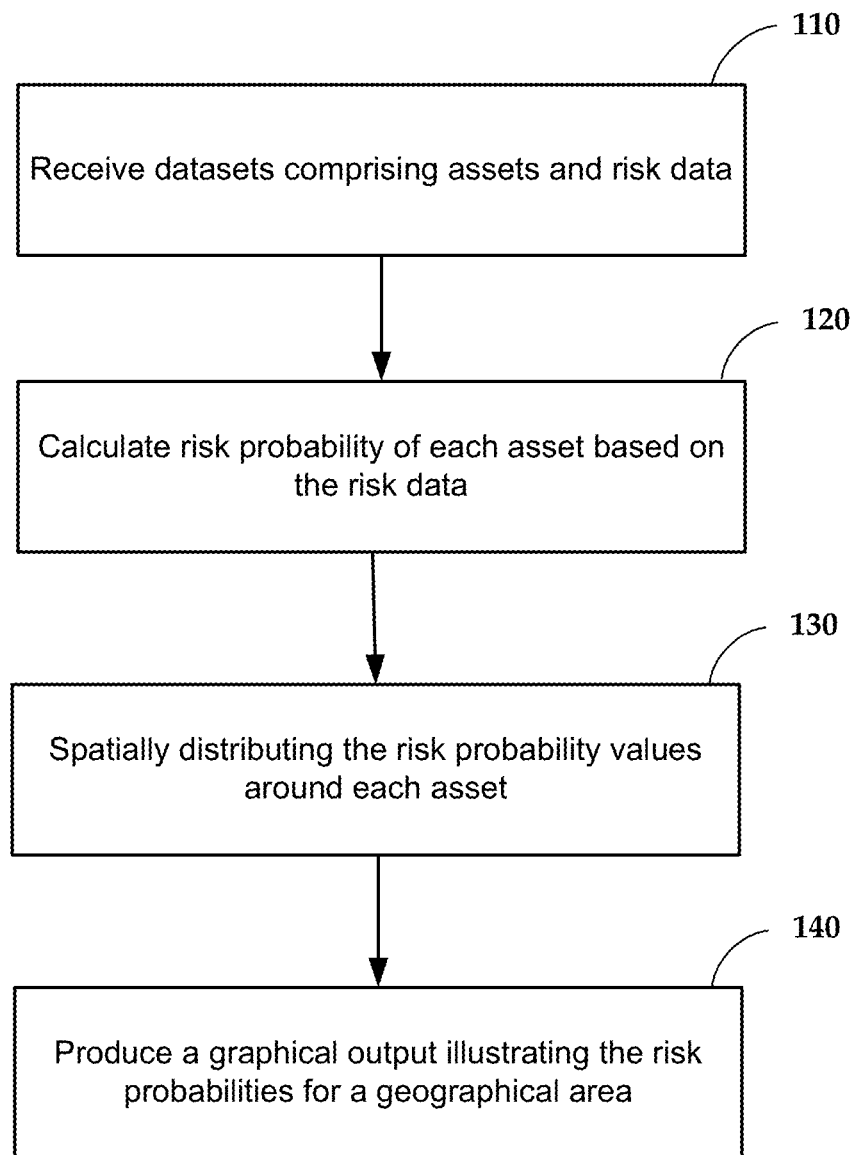 110
Receive datasets comprising assets and risk data
120
Calculate risk probability of each asset based on
the risk data
130
Spatially distributing the risk probability values
around each asset
140
Produce a graphical output illustrating the risk
probabilities for a geographical area